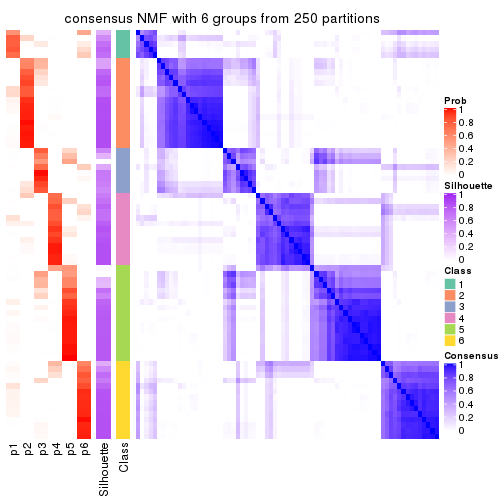 consensus NMF with 6 groups from 250 partitions
Prob
1
0.8
0.6
0.4
0.2
0
Silhouette
1
0.8
0.6
0.4
0.2
0
Class
1
2
3
4
5
6
Consensus
1
0.8
0.6
0.4
0.2
0
p1
p2
p3
p4
p5
p6
Silhouette
Class